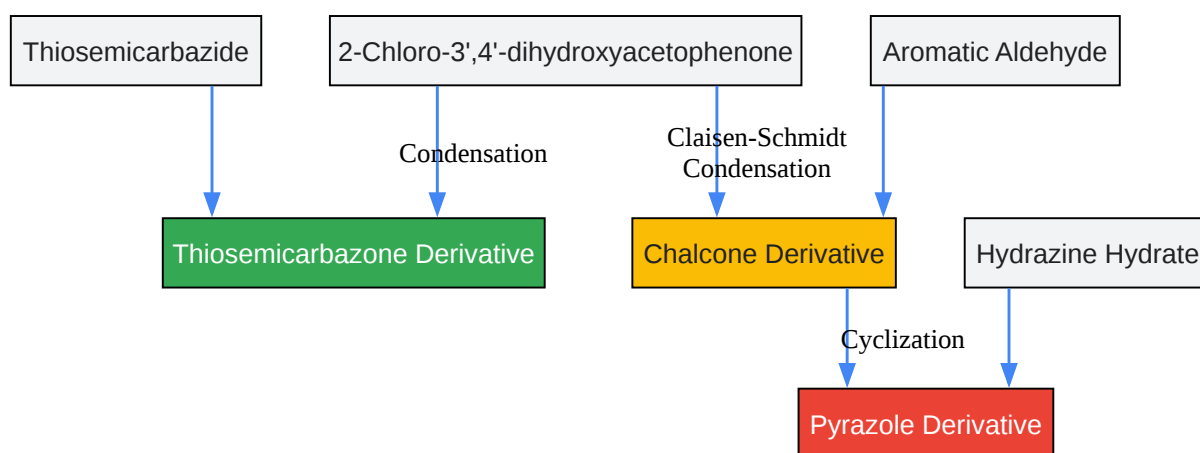 Thiosemicarbazide
2-Chloro-3',4'-dihydroxyacetophenone
Aromatic Aldehyde
Condensation
Claisen-Schmidt
Condensation
Thiosemicarbazone Derivative
Chalcone Derivative
Hydrazine Hydrate
Cyclization
Pyrazole Derivative